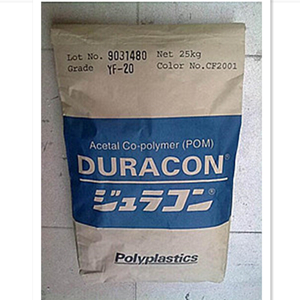 Lot No. 9031480 Net 25kg
Grade YF-20 Color No.CF2001
Acetal Co-polymer (POM)
DURACON®
ジュラコン®
Polyplastics